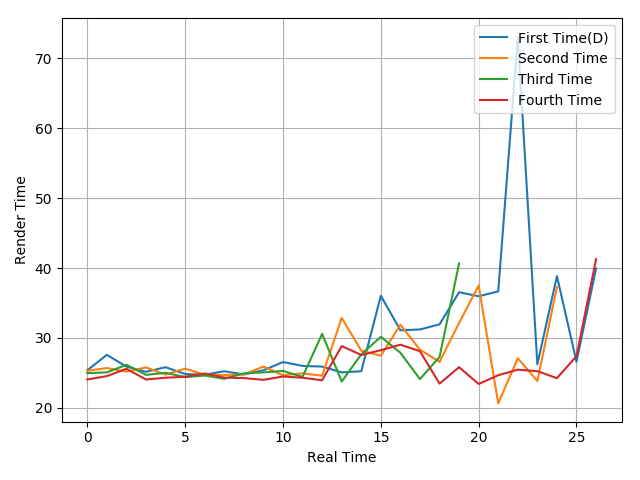 First Time(D)
Second Time
Third Time
Fourth Time
70
60
50
40
30
20
Render Time
0 5 10 15 20 25
Real Time